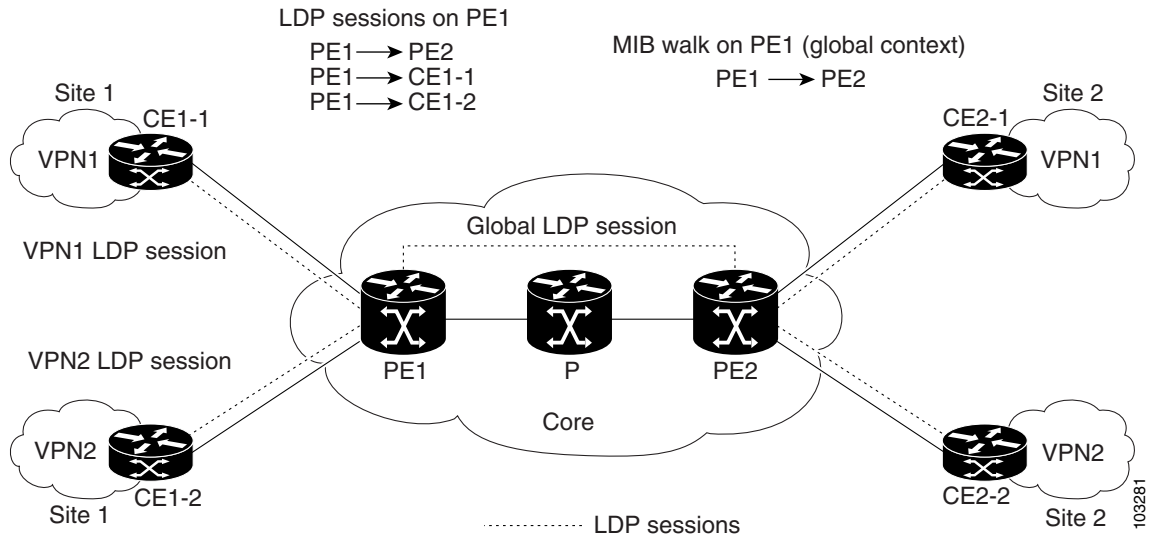 LDP sessions on PE1
PE1 → PE2
PE1 → CE1-1
PE1 → CE1-2
MIB walk on PE1 (global context)
PE1 → PE2
Site 1
CE1-1
VPN1
Site 2
CE2-1
VPN1
VPN1 LDP session
Global LDP session
VPN2 LDP session
PE1
P
PE2
Core
VPN2
CE1-2
Site 1
VPN2
CE2-2
Site 2
LDP sessions
103281